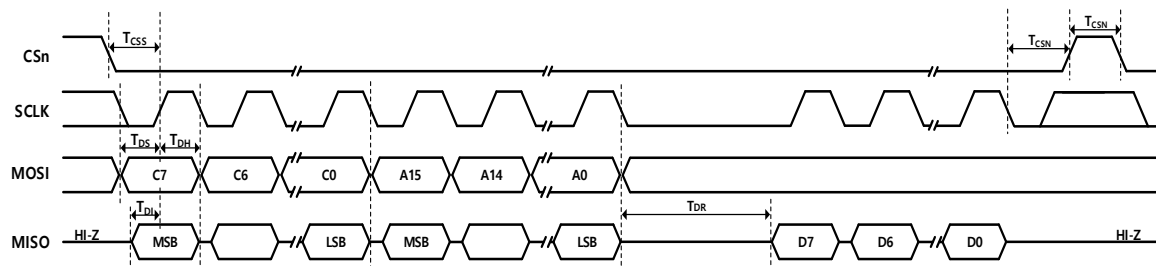 CSn
TCSS
TCSN
TCSN
SCLK
TDS
TDH
MOSI
C7
C6
C0
A15
A14
A0
TDI
TDR
MISO
HI-Z
MSB
LSB
MSB
LSB
D7
D6
D0
HI-Z